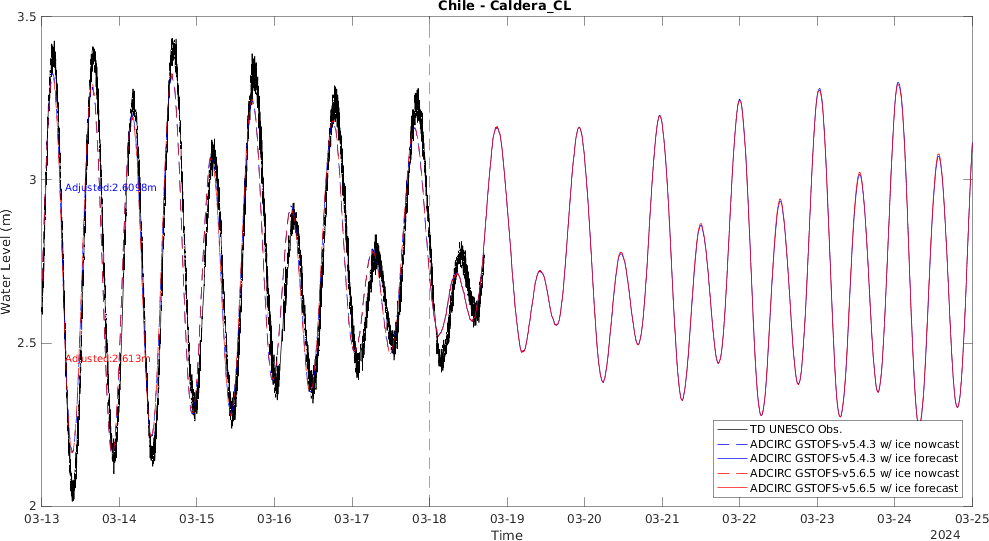 Chile - Caldera_CL
Water Level (m)
3.5
3
2.5
2
Adjusted:2.6098m
Adjusted:2.613m
TD UNESCO Obs.
ADCIRC GSTOFS-v5.4.3 w/ ice nowcast
ADCIRC GSTOFS-v5.4.3 w/ ice forecast
ADCIRC GSTOFS-v5.6.5 w/ ice nowcast
ADCIRC GSTOFS-v5.6.5 w/ ice forecast
03-13 03-14 03-15 03-16 03-17 03-18 03-19 03-20 03-21 03-22 03-23 03-24 03-25
Time
2024